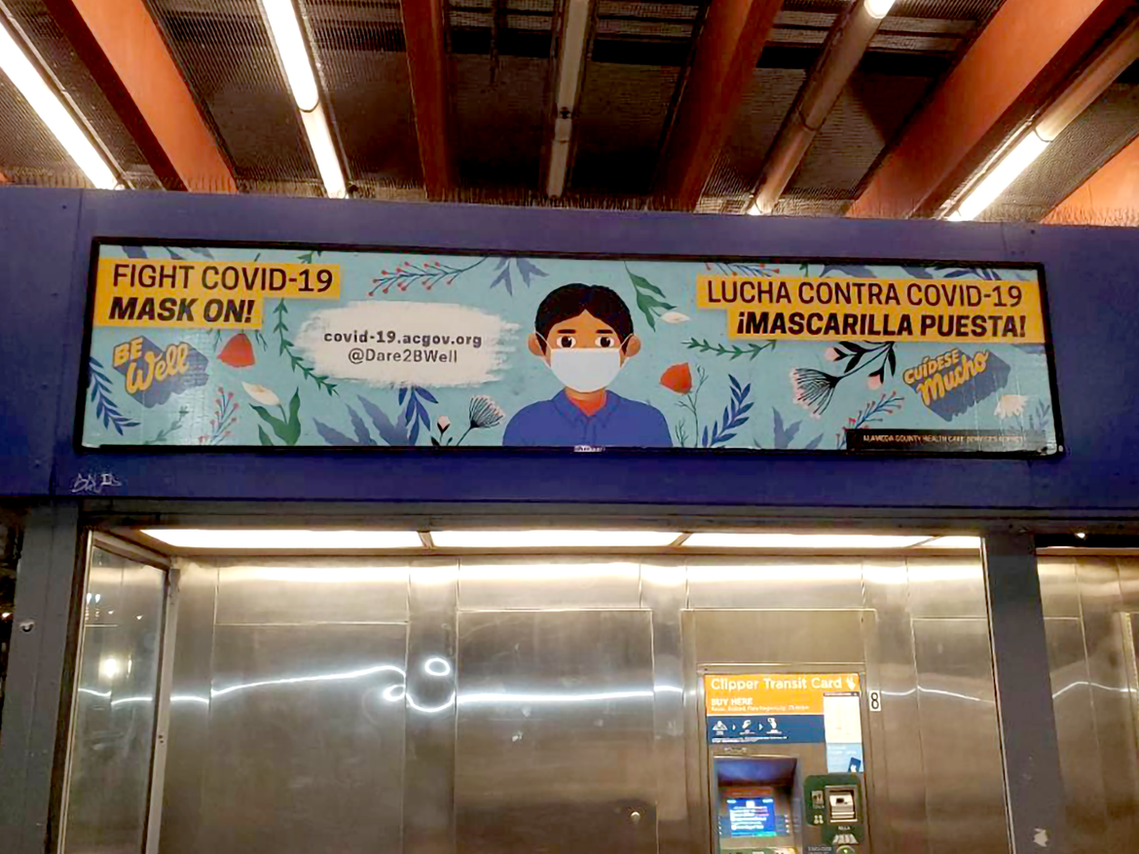 FIGHT COVID-19
MASK ON!
BE
Well
covid-19.acgov.org
@Dare2BWell
LUCHA CONTRA COVID-19
¡MASCARILLA PUESTA!
CUÍDESE
Mucho
ALAMEDA COUNTY HEALTH CARE SERVICES AGENCY
Clipper Transit Card
BUY HERE
8